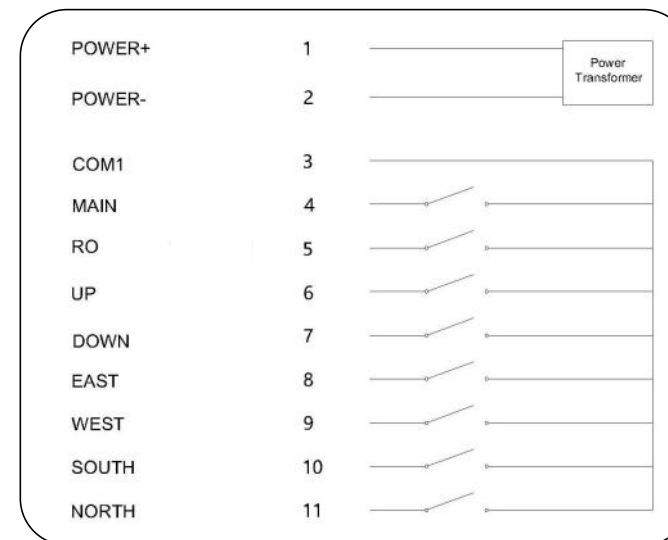 POWER+ 1
Power
Transformer
POWER- 2
COM1 3
MAIN 4
RO 5
UP 6
DOWN 7
EAST 8
WEST 9
SOUTH 10
NORTH 11